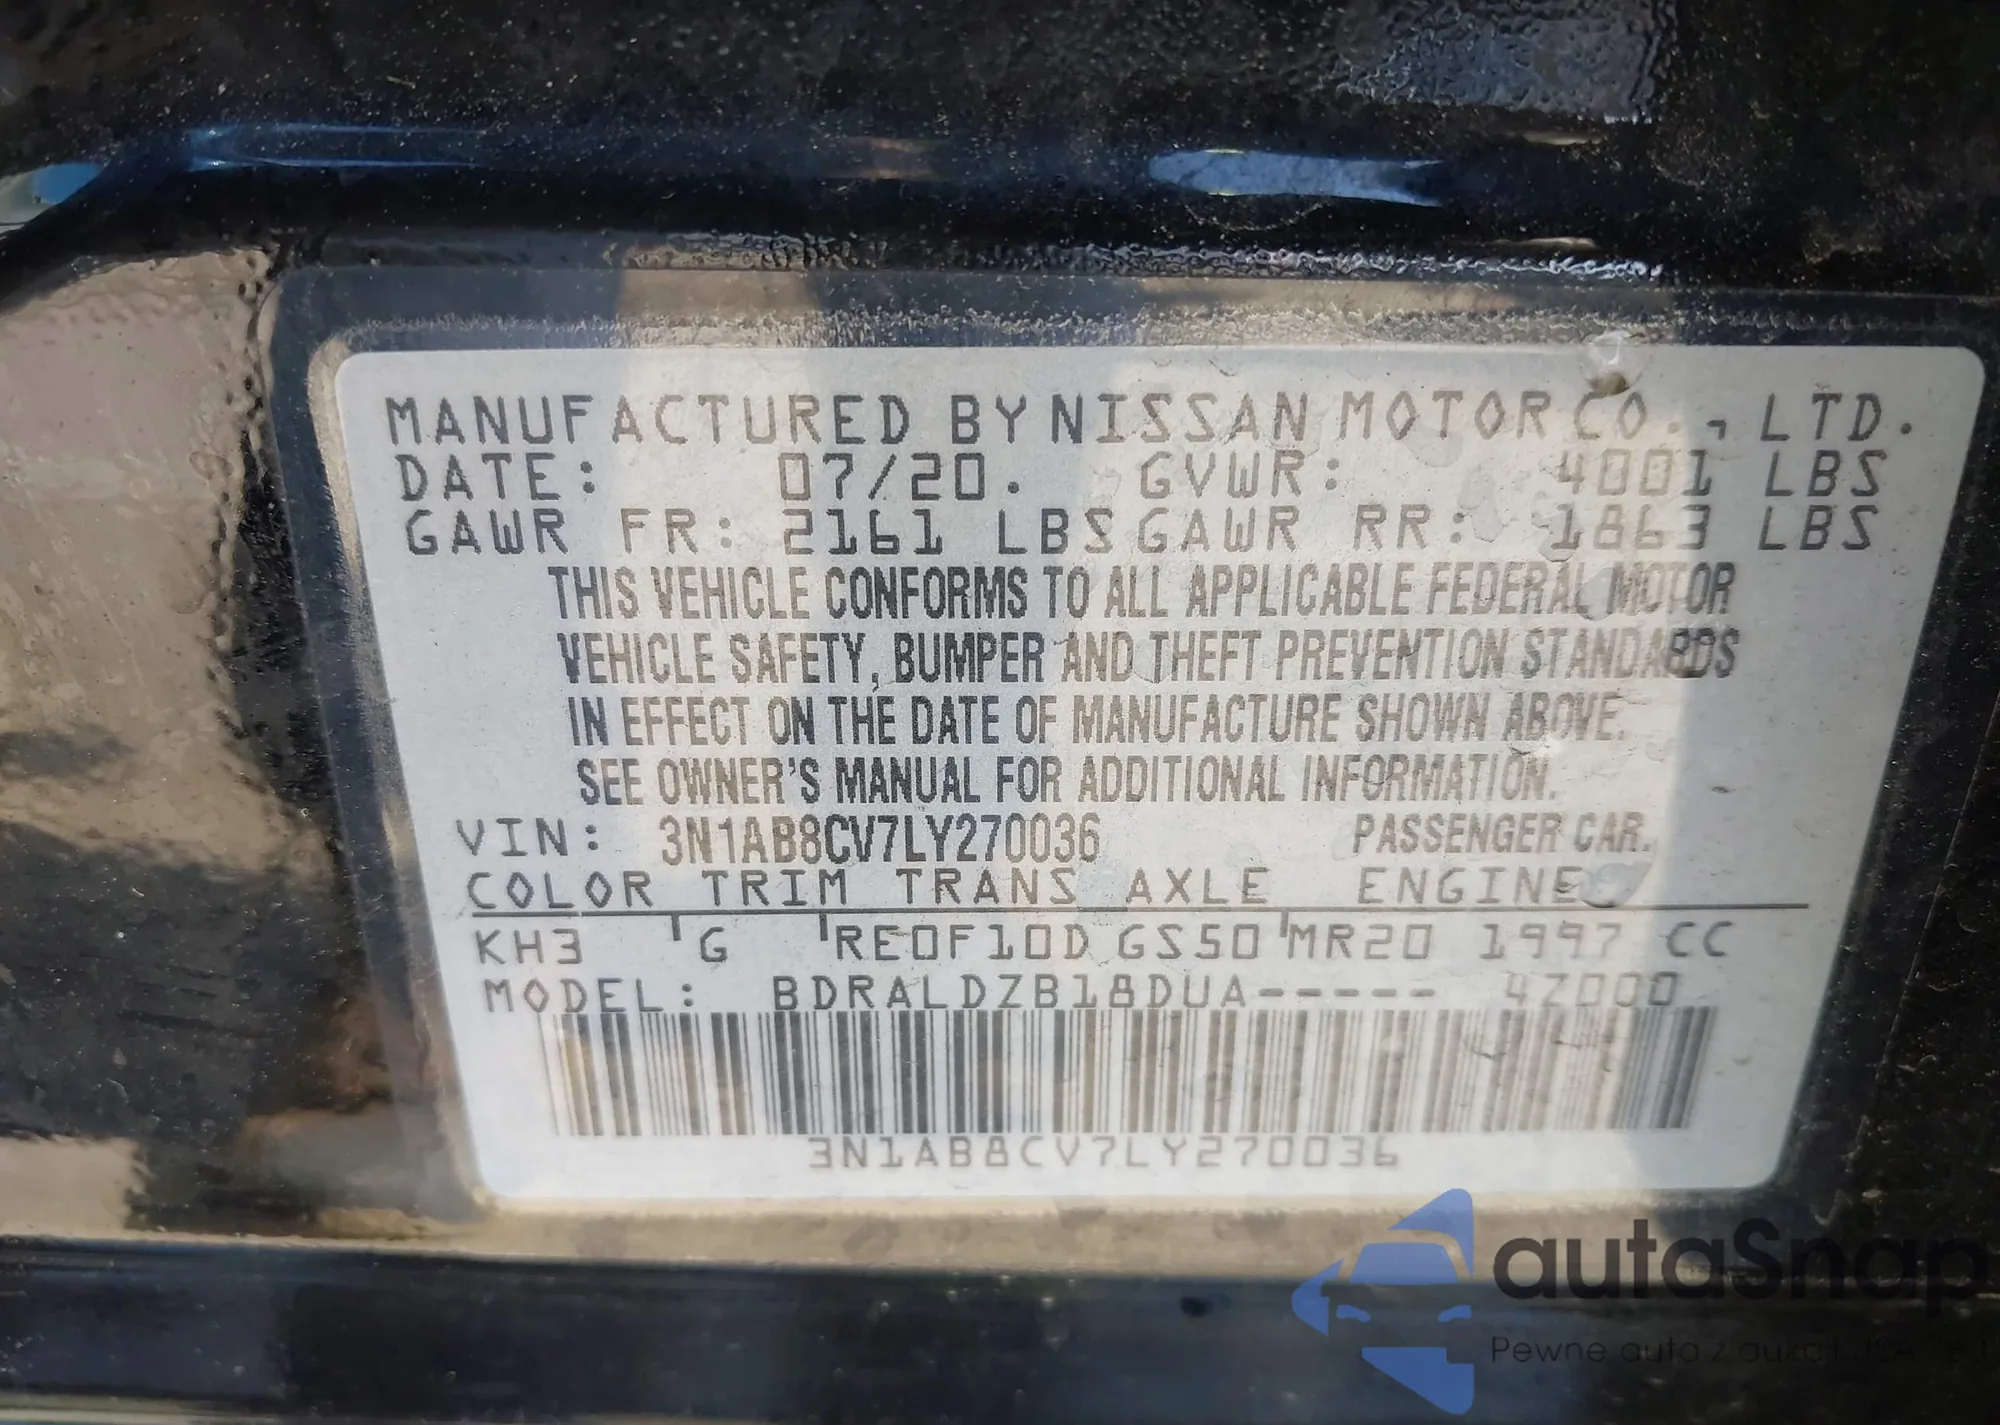 MANUFACTURED BY NISSAN MOTOR CO., LTD.
DATE: 07/20. GVWR: 4001 LBS
GAWR FR: 2161 LBS GAWR RR: 1863 LBS
THIS VEHICLE CONFORMS TO ALL APPLICABLE FEDERAL MOTOR
VEHICLE SAFETY, BUMPER AND THEFT PREVENTION STANDARDS
IN EFFECT ON THE DATE OF MANUFACTURE SHOWN ABOVE.
SEE OWNER'S MANUAL FOR ADDITIONAL INFORMATION.
VIN: 3N1AB8CV7LY270036 PASSENGER CAR.
COLOR TRIM TRANS AXLE ENGINE
KH3 G RE0F10D GS50 MR20 1997 CC
MODEL: BDRALDZB18DUA----- 4Z000
3N1AB8CV7LY270036
autaSnap
Pewne auta z aukcji